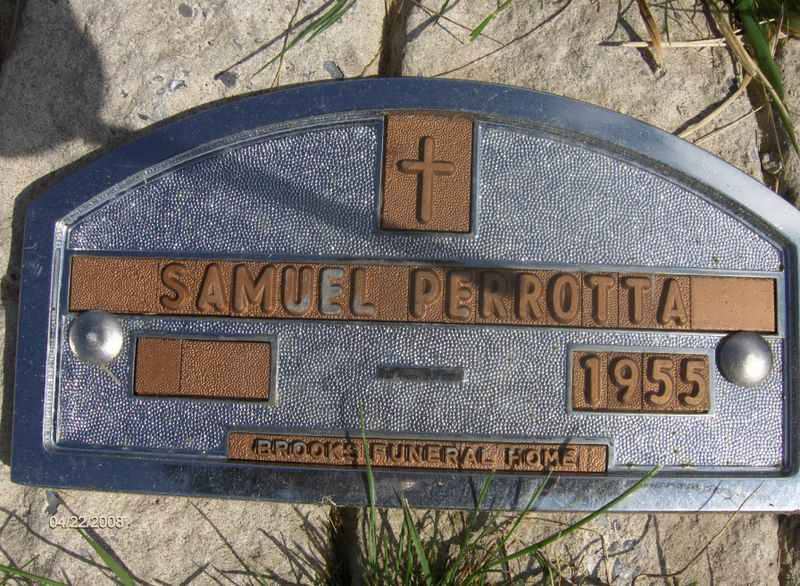 SAMUEL PERROTTA
1955
BROOKS FUNERAL HOME
04/22/2008